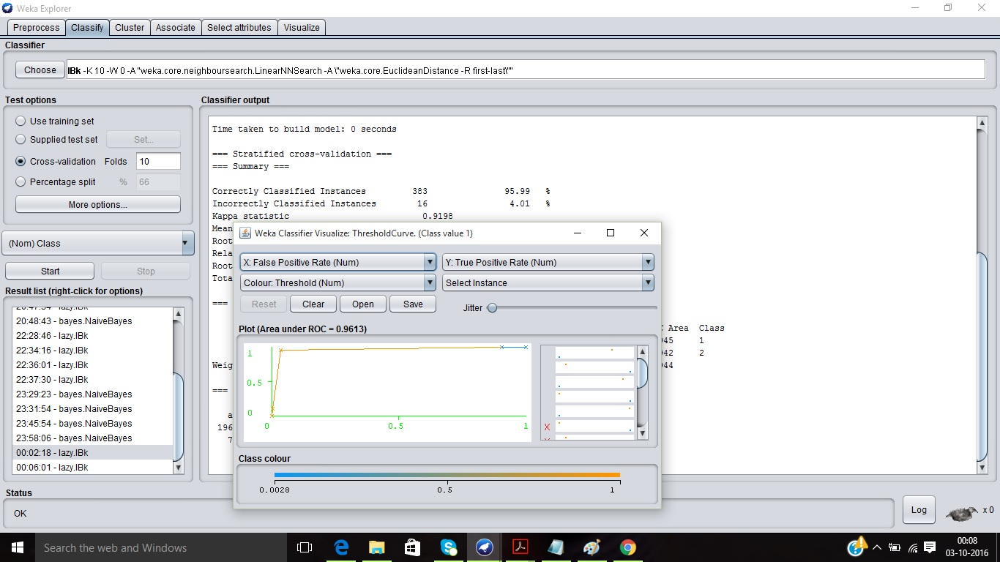 Weka Explorer
Preprocess Classify Cluster Associate Select attributes Visualize
Classifier
Choose IBk -K 10 -W 0 -A "weka.core.neighboursearch.LinearNNSearch -A \"weka.core.EuclideanDistance -R first-last\""
Test options
Use training set
Supplied test set Set...
Cross-validation Folds 10
Percentage split % 66
More options...
(Nom) Class
Start Stop
Result list (right-click for options)
20:48:43 - bayes.NaiveBayes
22:28:46 - lazy.IBk
22:34:16 - lazy.IBk
22:36:01 - lazy.IBk
22:37:30 - lazy.IBk
23:29:23 - bayes.NaiveBayes
23:31:54 - bayes.NaiveBayes
23:45:54 - bayes.NaiveBayes
23:58:06 - bayes.NaiveBayes
00:02:18 - lazy.IBk
00:06:01 - lazy.IBk
Classifier output
Time taken to build model: 0 seconds
=== Stratified cross-validation ===
=== Summary ===
Correctly Classified Instances 383 95.99 %
Incorrectly Classified Instances 16 4.01 %
Kappa statistic 0.9198
Mean
Root
Rela
Root
Tota
===
Area Class
945 1
942 2
Weig 944
===
a
196
7
Weka Classifier Visualize: ThresholdCurve. (Class value 1)
X: False Positive Rate (Num) Y: True Positive Rate (Num)
Colour: Threshold (Num) Select Instance
Reset Clear Open Save Jitter
Plot (Area under ROC = 0.9613)
1
0.5
0
0 0.5 1
X
Class colour
0.0028 0.5 1
Status
OK
Log x 0
Search the web and Windows
00:08
03-10-2016